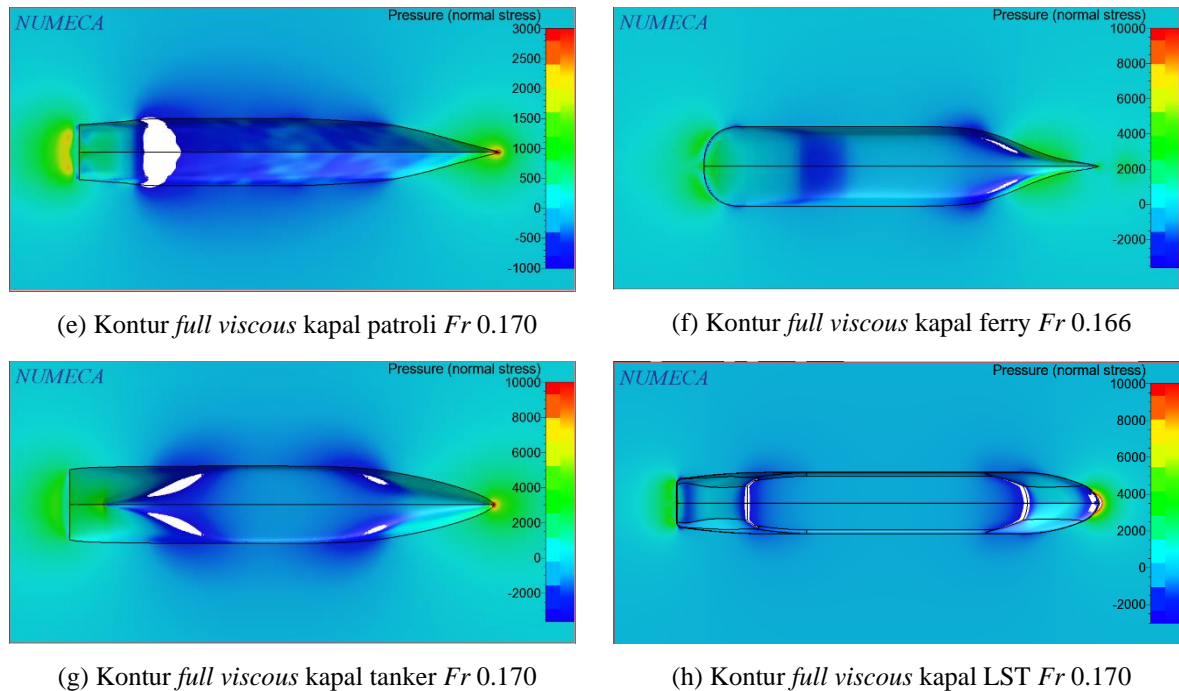 NUMECA
Pressure (normal stress)
3000
2500
2000
1500
1000
500
0
-500
-1000
NUMECA
Pressure (normal stress)
10000
8000
6000
4000
2000
0
-2000
(e) Kontur full viscous kapal patroli Fr 0.170
(f) Kontur full viscous kapal ferry Fr 0.166
NUMECA
Pressure (normal stress)
10000
8000
6000
4000
2000
0
-2000
NUMECA
Pressure (normal stress)
10000
8000
6000
4000
2000
0
-2000
(g) Kontur full viscous kapal tanker Fr 0.170
(h) Kontur full viscous kapal LST Fr 0.170